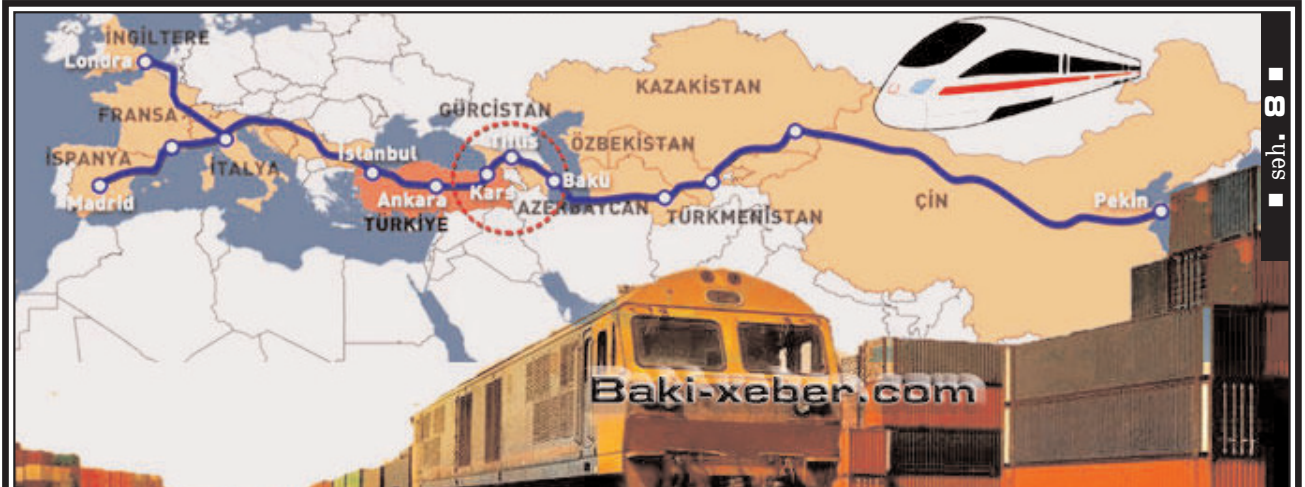 İNGİLTERE
Londra
FRANSA
İSPANYA
Madrid
İTALYA
İstanbul
Ankara
TÜRKİYE
GÜRCİSTAN
Tiflis
Kars
Bakü
AZERBAYCAN
KAZAKİSTAN
ÖZBEKİSTAN
TÜRKMENİSTAN
ÇİN
Pekin
səh. 8
Baki-xeber.com